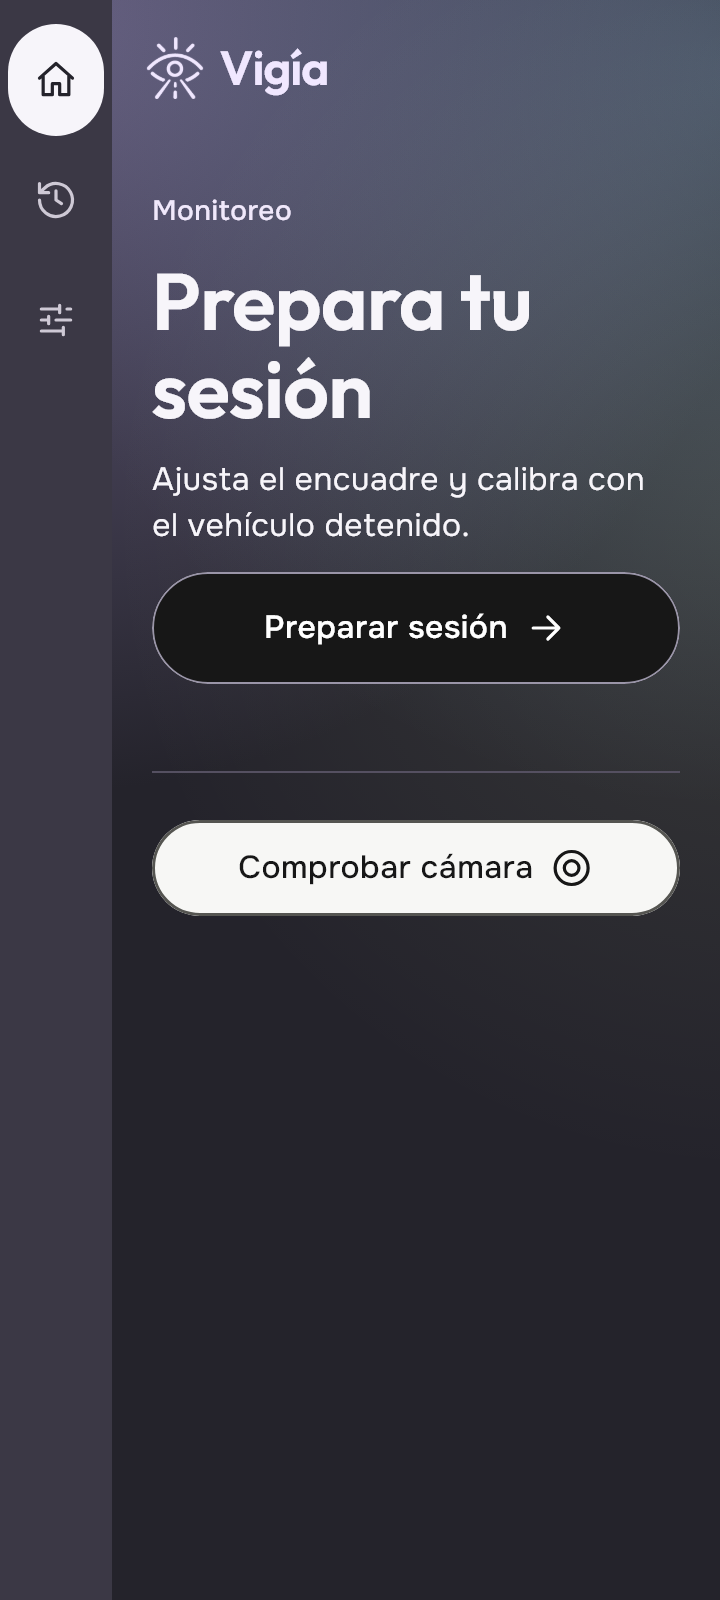 Vigía
Monitoreo
Prepara tu
sesión
Ajusta el encuadre y calibra con
el vehículo detenido.
Preparar sesión
Comprobar cámara